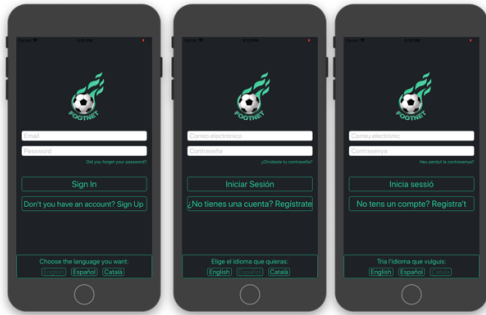 FOOTNET
Email
Password
Did you forget your password?
Sign In
Don't you have an account? Sign Up
Choose the language you want:
English Español Català
FOOTNET
Correo electrónico
Contraseña
¿Olvidaste tu contraseña?
Iniciar Sesión
¿No tienes una cuenta? Regístrate
Elige el idioma que quieras:
English Español Català
FOOTNET
Correu electrònic
Contrasenya
Heu perdut la contrasenya?
Inicia sessió
No tens un compte? Registra't
Tria l'idioma que vulguis:
English Español Català